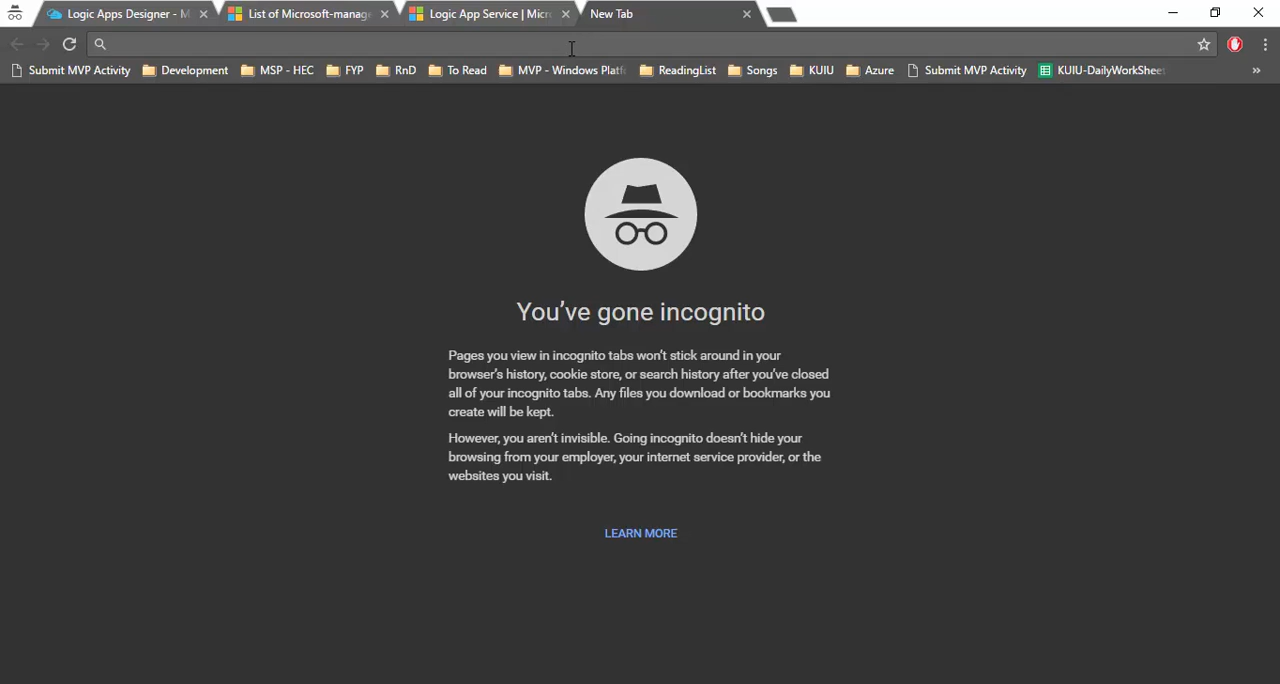 Logic Apps Designer - M
List of Microsoft-manag
Logic App Service | Micro
New Tab
Submit MVP Activity
Development
MSP - HEC
FYP
RnD
To Read
MVP - Windows Platf
ReadingList
Songs
KUIU
Azure
Submit MVP Activity
KUIU-DailyWorkSheet
»
You've gone incognito
Pages you view in incognito tabs won't stick around in your
browser's history, cookie store, or search history after you've closed
all of your incognito tabs. Any files you download or bookmarks you
create will be kept.
However, you aren't invisible. Going incognito doesn't hide your
browsing from your employer, your internet service provider, or the
websites you visit.
LEARN MORE